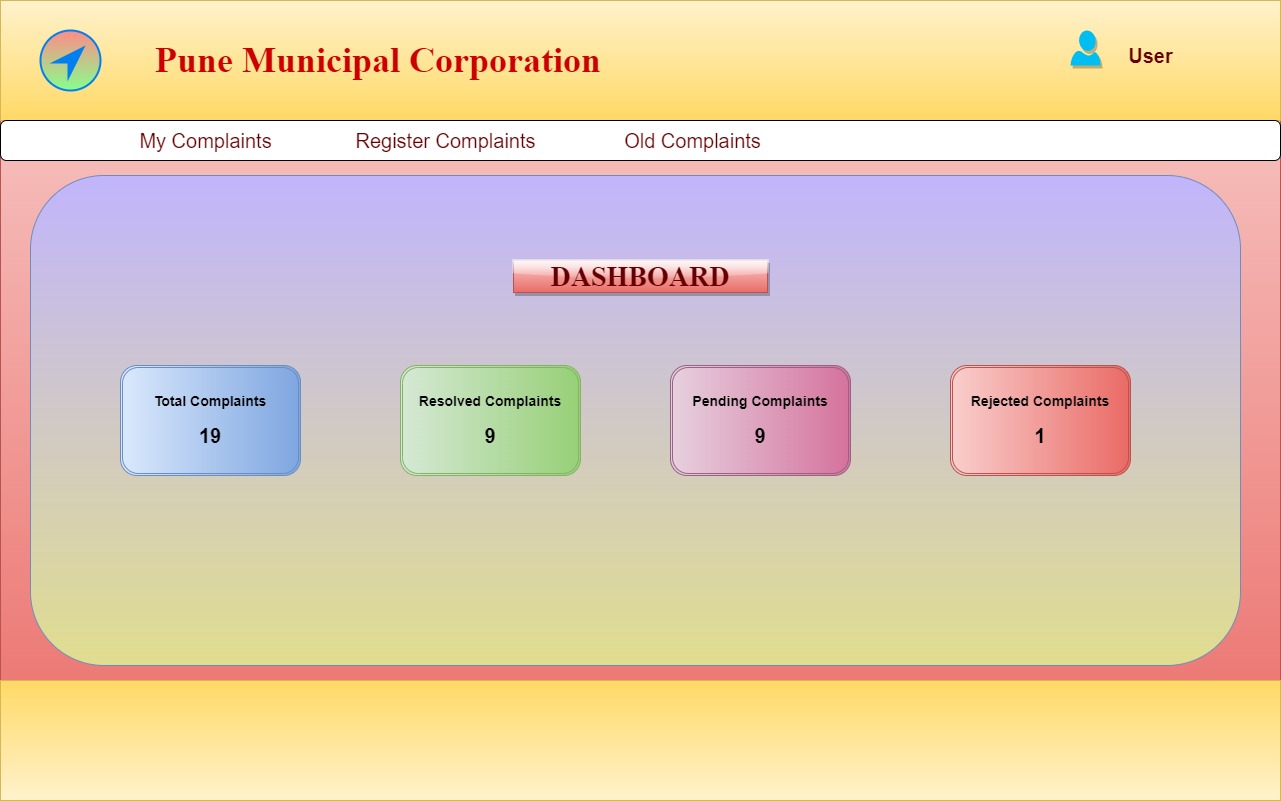 Pune Municipal Corporation
User
My Complaints
Register Complaints
Old Complaints
DASHBOARD
Total Complaints
19
Resolved Complaints
9
Pending Complaints
9
Rejected Complaints
1